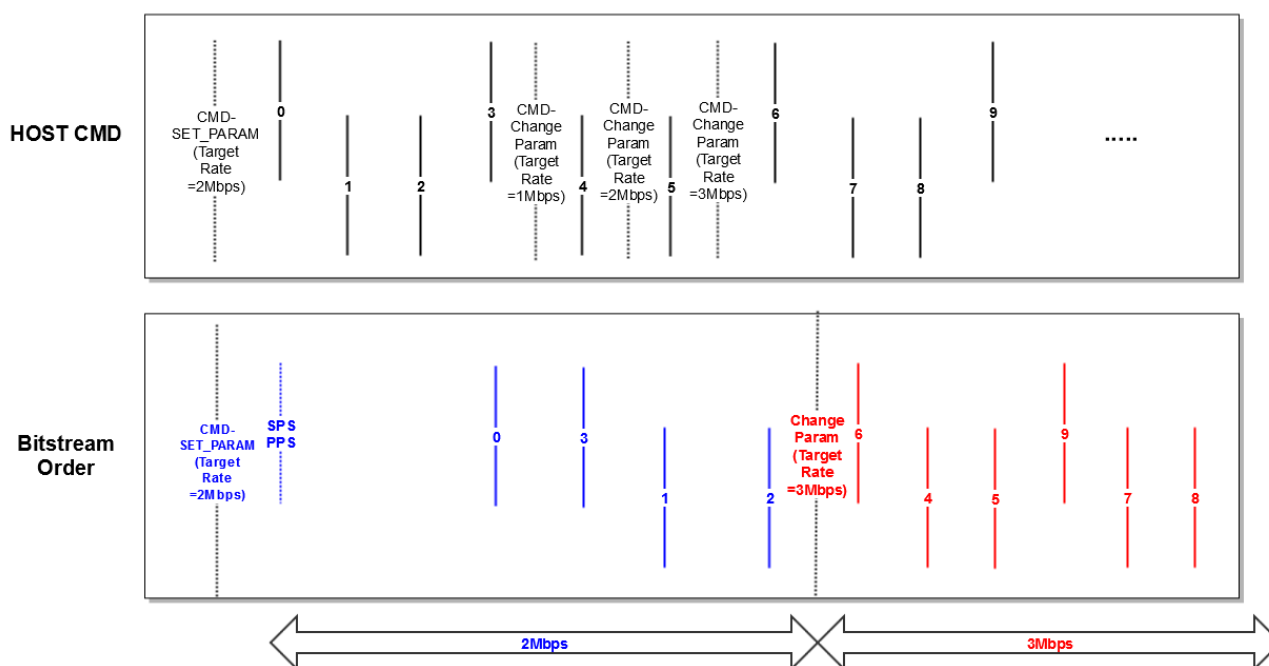 HOST CMD
CMD-
SET_PARAM
(Target
Rate
=2Mbps)
0
1
2
3
CMD-
Change
Param
(Target
Rate
=1Mbps)
4
CMD-
Change
Param
(Target
Rate
=2Mbps)
5
CMD-
Change
Param
(Target
Rate
=3Mbps)
6
7
8
9
.....
Bitstream
Order
CMD-
SET_PARAM
(Target
Rate
=2Mbps)
SPS
PPS
0
3
1
2
Change
Param
(Target
Rate
=3Mbps)
6
4
5
9
7
8
2Mbps
3Mbps